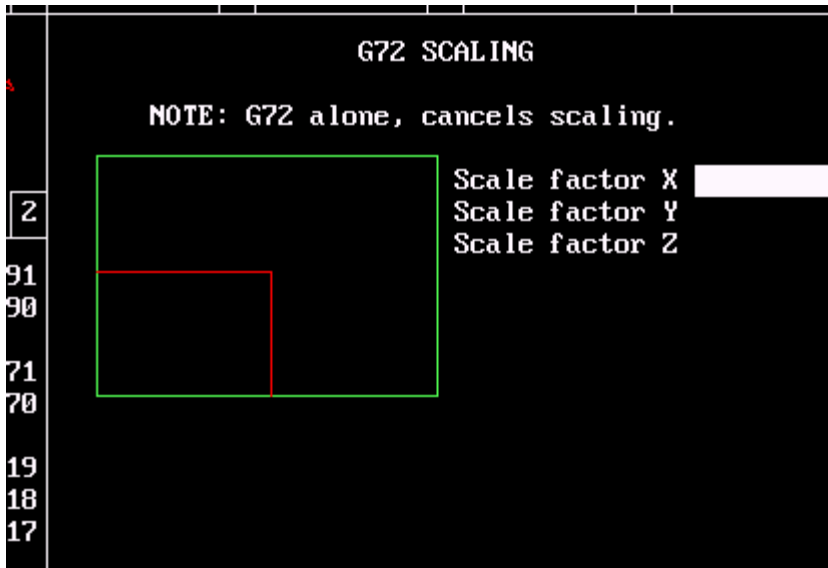 G72 SCALING
NOTE: G72 alone, cancels scaling.
Scale factor X
Scale factor Y
Scale factor Z
Z
91
90
71
70
19
18
17